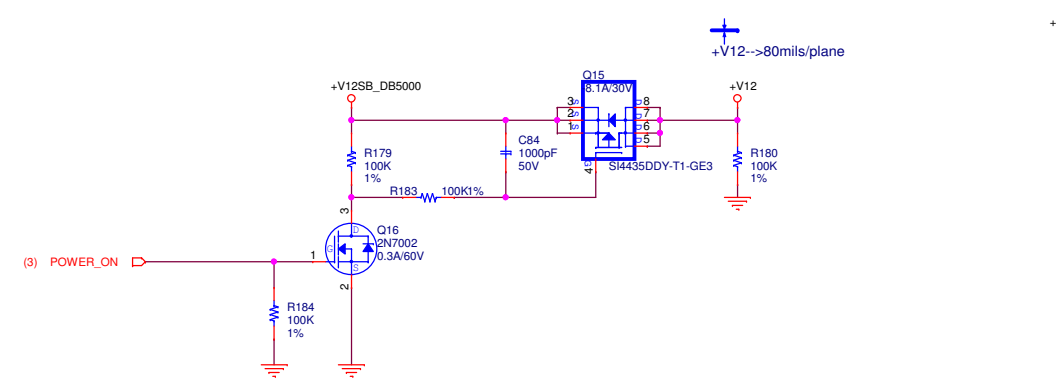 +
+V12-->80mils/plane
Q15
8.1A/30V
+V12SB_DB5000
+V12
3 S
2 S
1 S
D 8
D 7
D 6
D 5
G
4
SI4435DDY-T1-GE3
C84
1000pF
50V
R179
100K
1%
R180
100K
1%
R183
100K1%
3
Q16
2N7002
0.3A/60V
D
G
S
1
2
(3) POWER_ON
R184
100K
1%